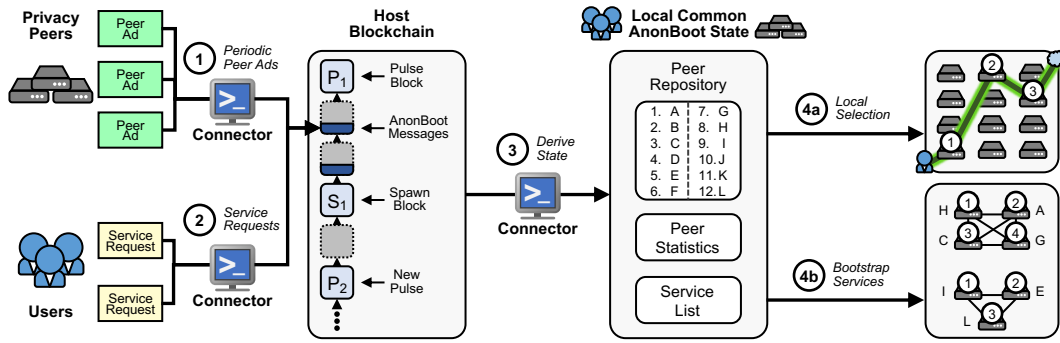 Privacy
Peers
Peer
Ad
Peer
Ad
Peer
Ad
1
Periodic
Peer Ads
>_
Connector
Users
Service
Request
Service
Request
2
Service
Requests
>_
Connector
Host
Blockchain
P1
Pulse
Block
AnonBoot
Messages
S1
Spawn
Block
P2
New
Pulse
3
Derive
State
>_
Connector
Local Common
AnonBoot State
Peer
Repository
1. A 7. G
2. B 8. H
3. C 9. I
4. D 10. J
5. E 11. K
6. F 12. L
Peer
Statistics
Service
List
4a
Local
Selection
2
3
1
4b
Bootstrap
Services
H 1 2 A
C 3 4 G
I 1 2 E
L 3